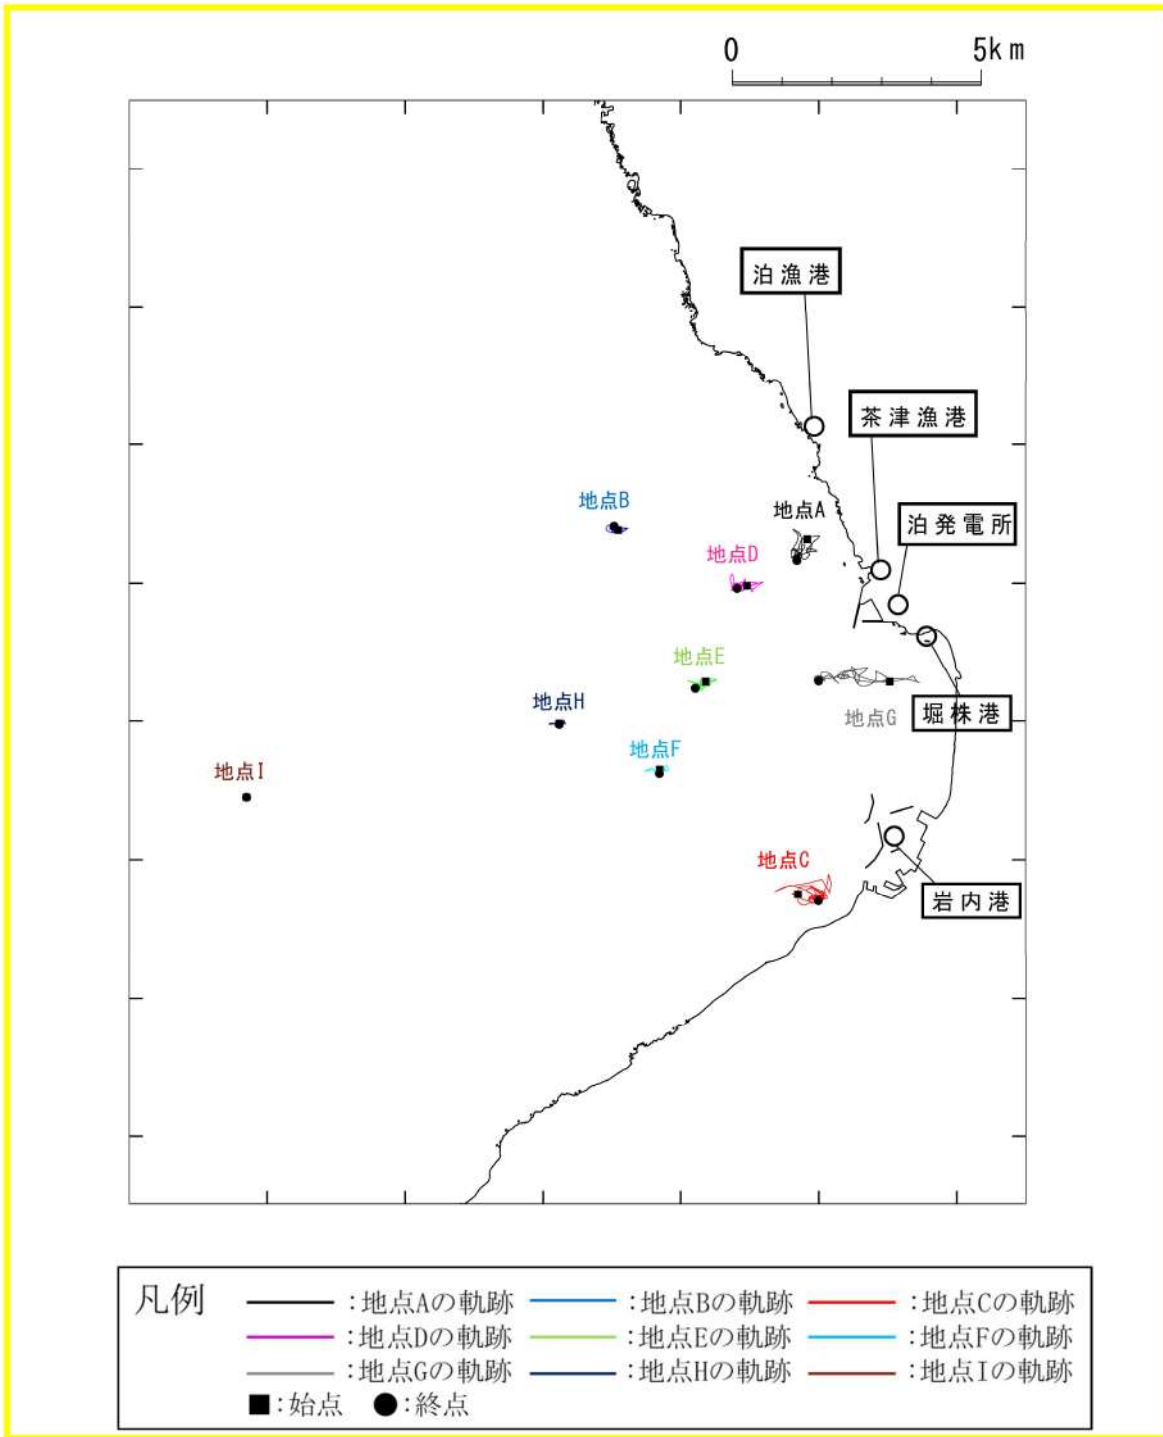 0 5km
泊漁港
茶津漁港
地点B
地点A
泊発電所
地点D
地点E
地点H
地点G
堀株港
地点F
地点I
地点C
岩内港
凡例 :地点Aの軌跡 :地点Bの軌跡 :地点Cの軌跡
:地点Dの軌跡 :地点Eの軌跡 :地点Fの軌跡
:地点Gの軌跡 :地点Hの軌跡 :地点Iの軌跡
■:始点 ●:終点